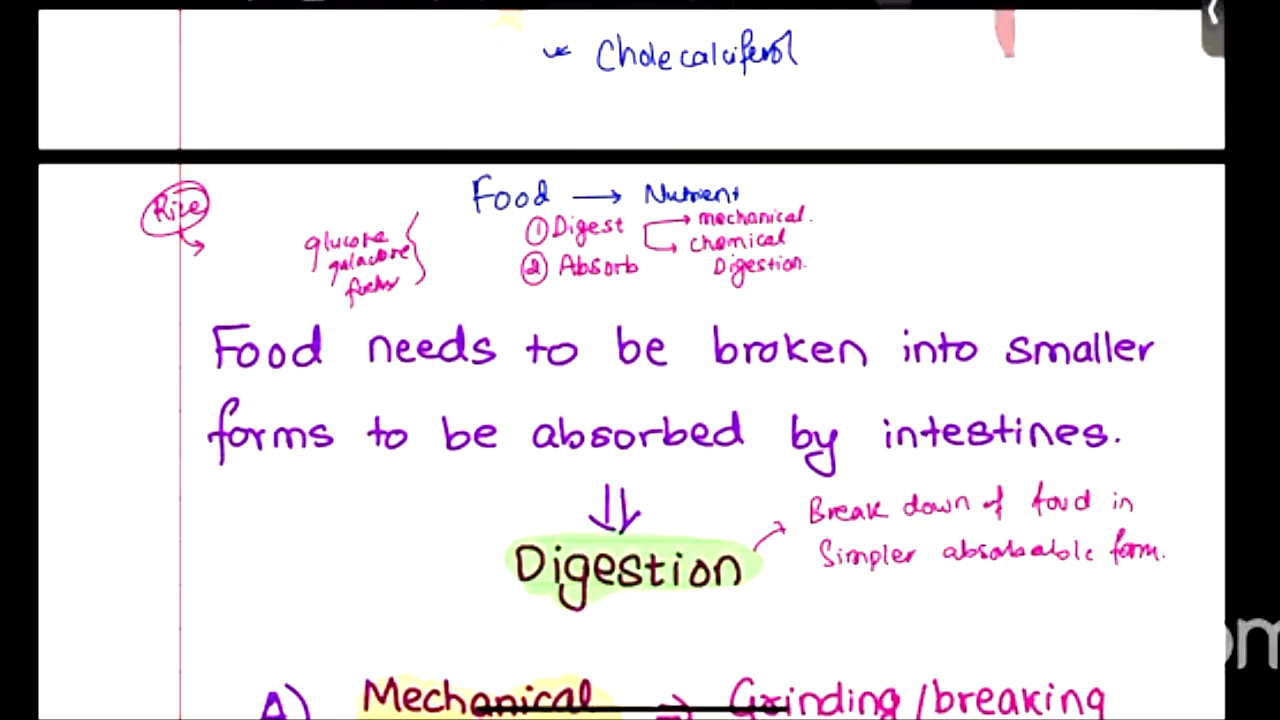 Cholecalciferol
Rice
Food → Nutrient
① Digest → mechanical.
→ chemical
Digestion.
② Absorb
glucose
galactose
Food needs to be broken into smaller
forms to be absorbed by intestines.
⇓
Digestion
Break down of food in
Simpler absorbable form.
A) Mechanical → Grinding/breaking
om